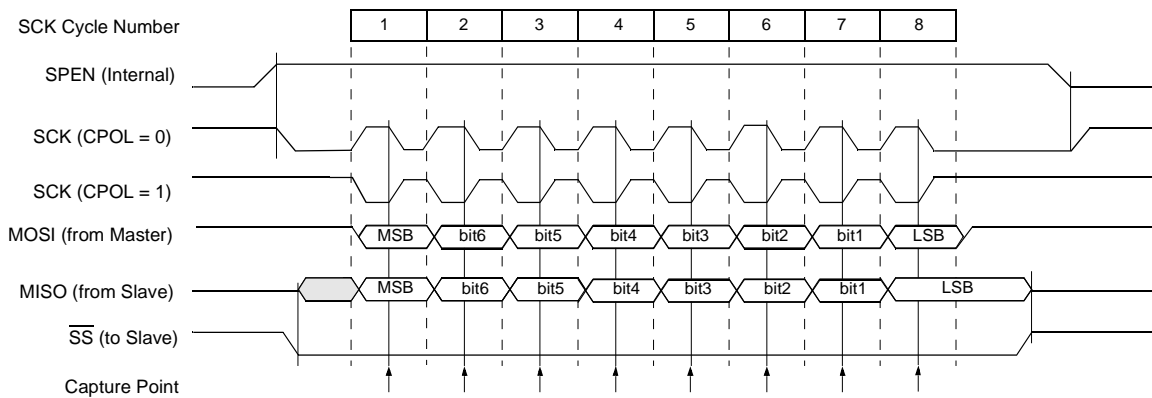 SCK Cycle Number 1 2 3 4 5 6 7 8
SPEN (Internal)
SCK (CPOL = 0)
SCK (CPOL = 1)
MOSI (from Master) MSB bit6 bit5 bit4 bit3 bit2 bit1 LSB
MISO (from Slave) MSB bit6 bit5 bit4 bit3 bit2 bit1 LSB
SS (to Slave)
Capture Point